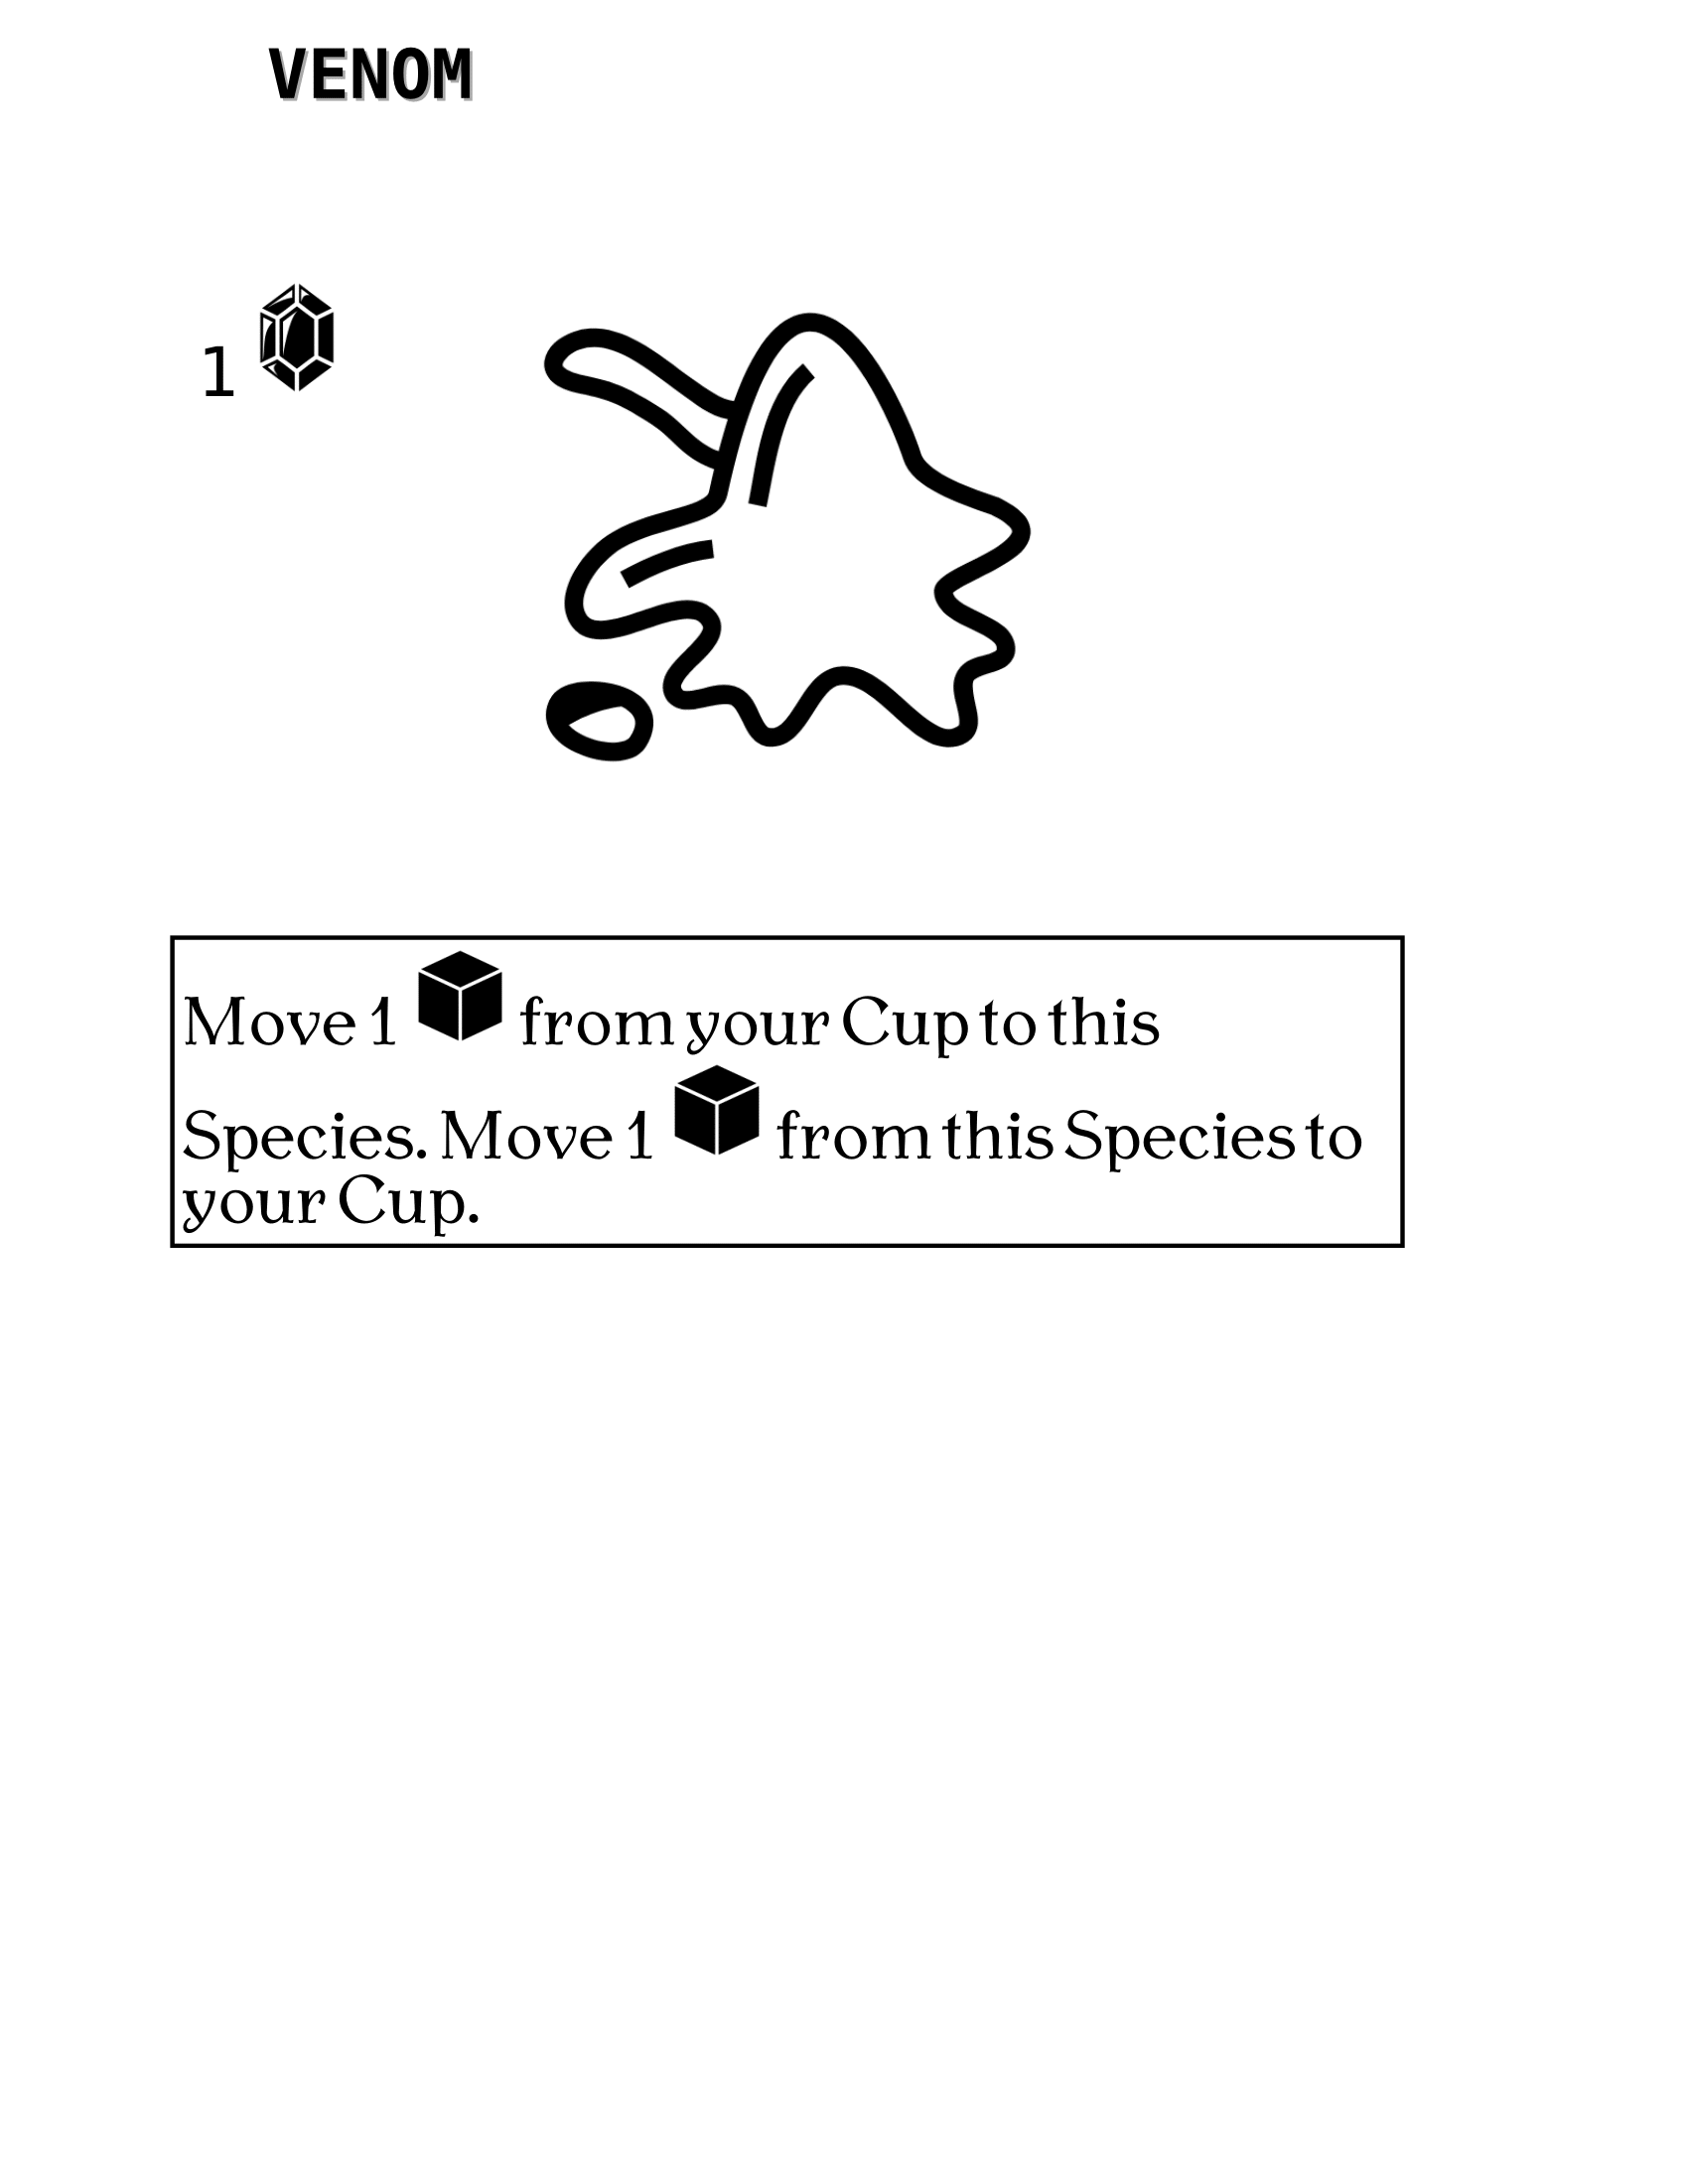 VENOM
1
Move 1 from your Cup to this
Species. Move 1 from this Species to
your Cup.